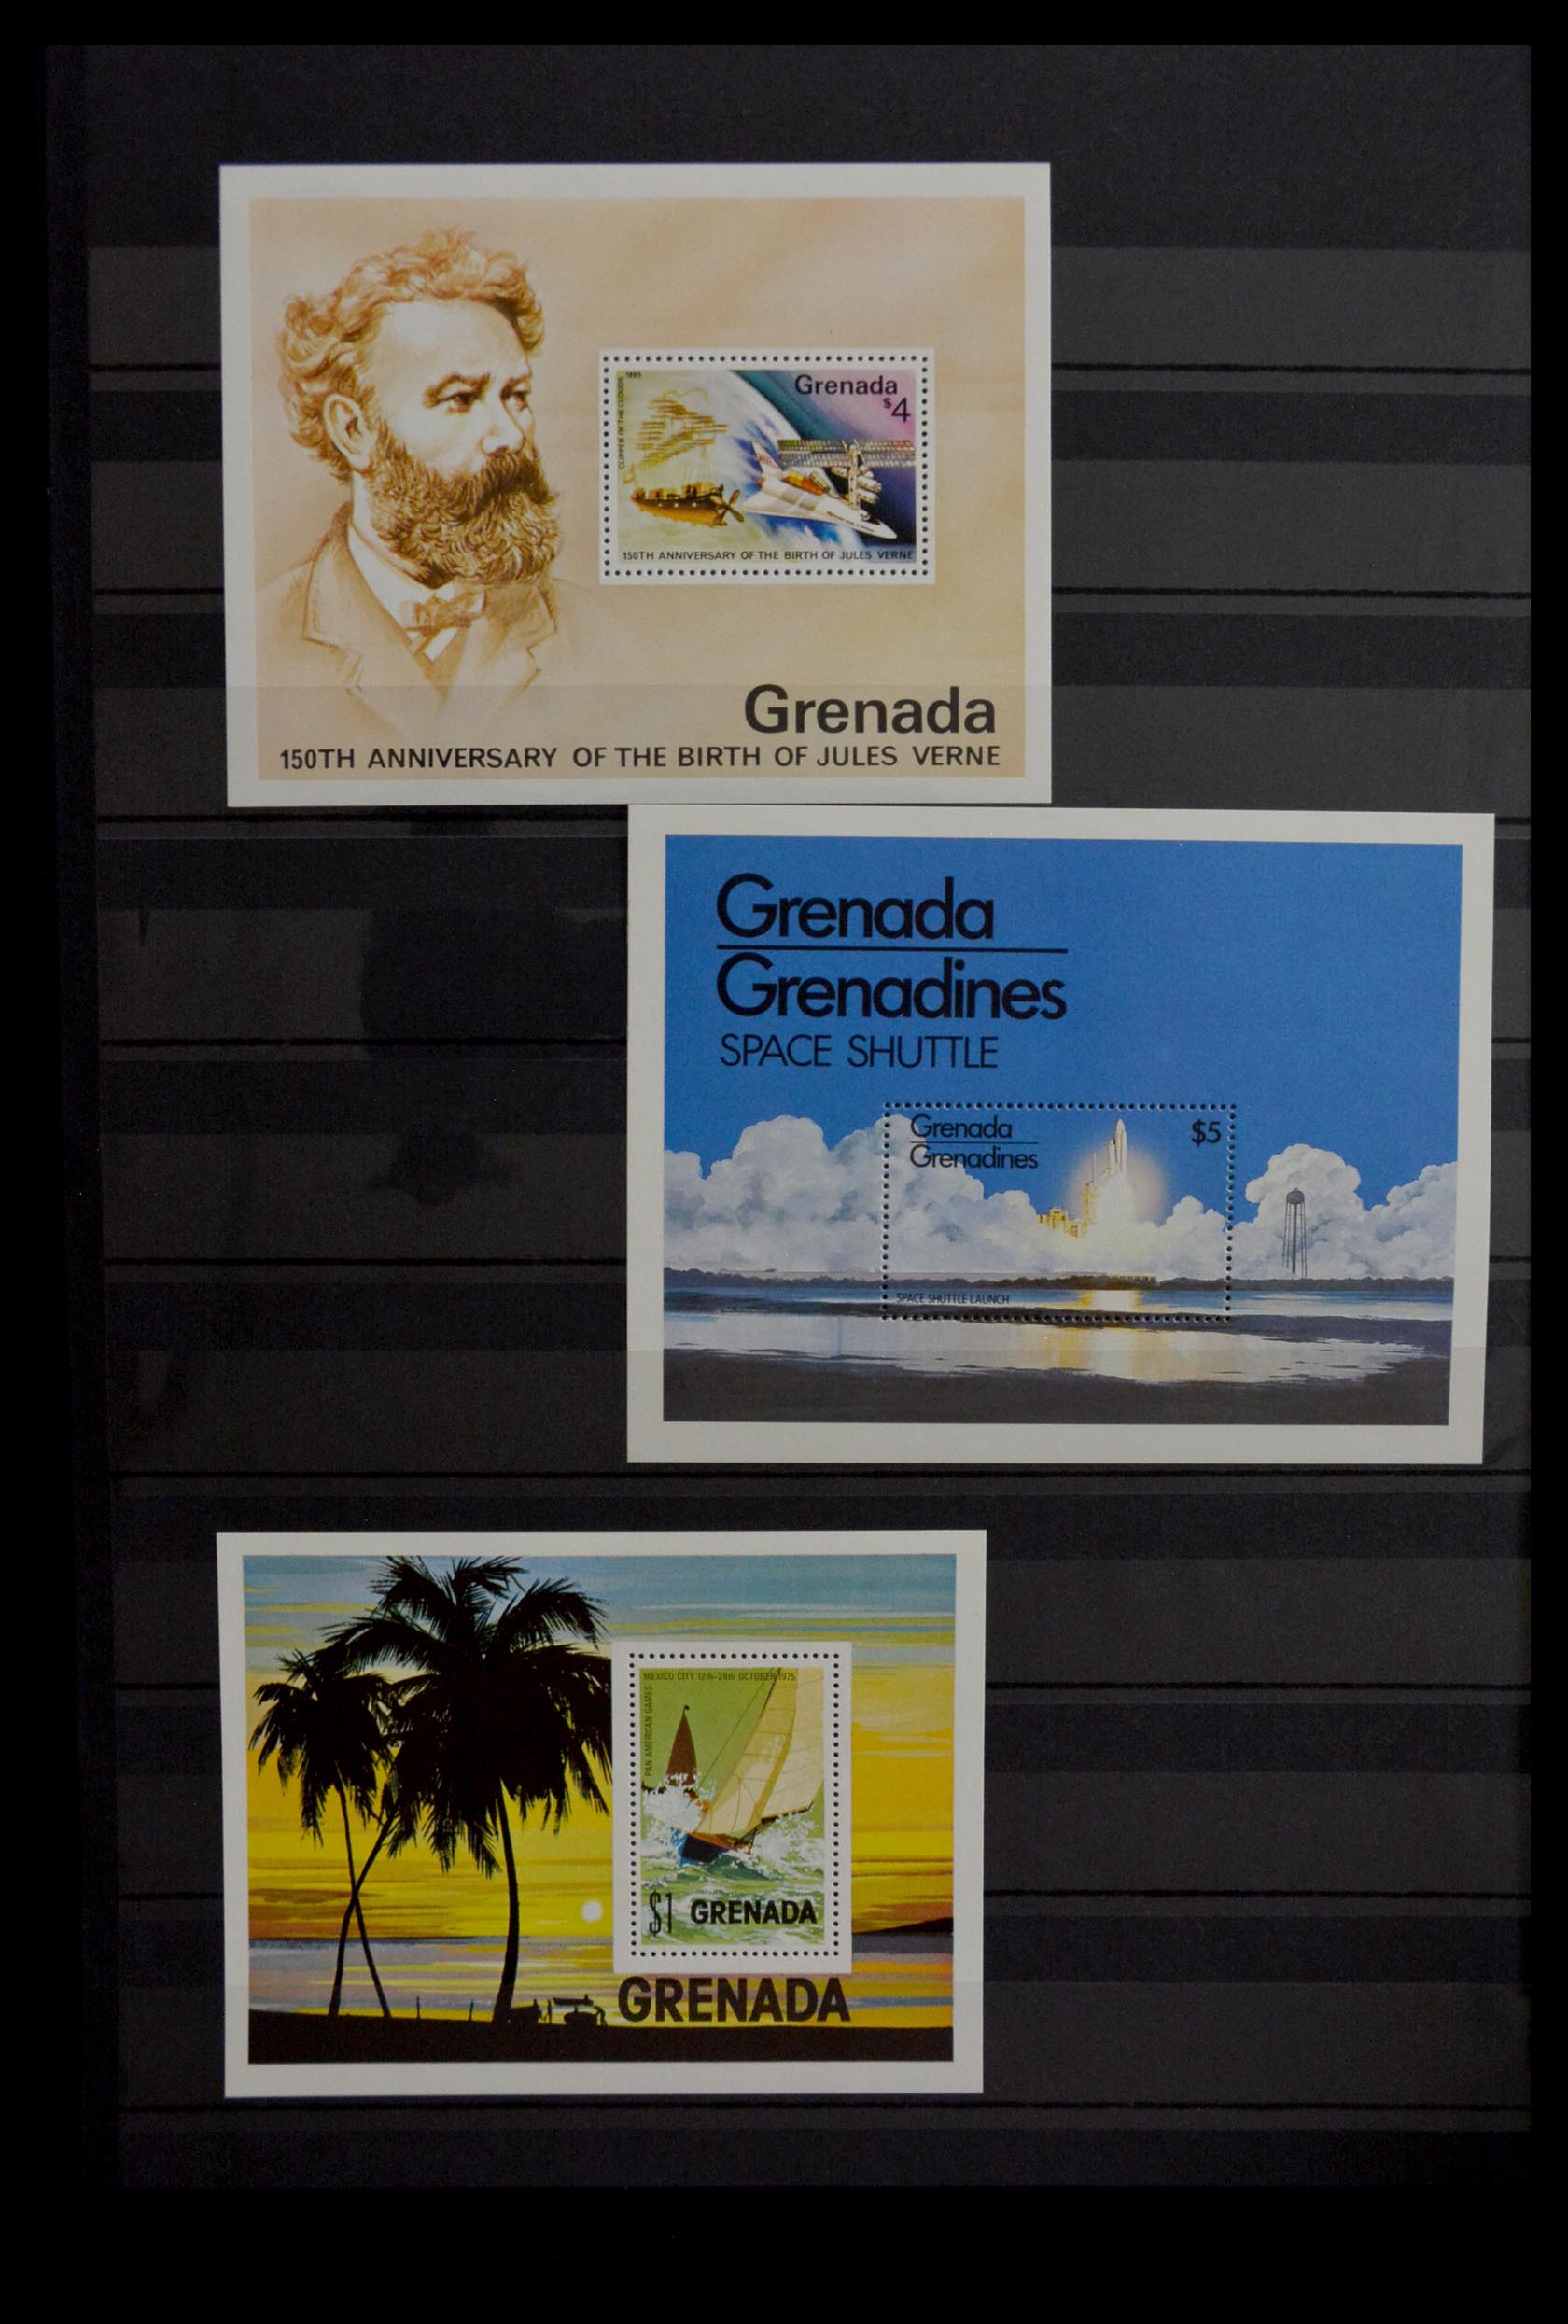 1885
CLIPPER OF THE CLOUDS
Grenada
$4
150TH ANNIVERSARY OF THE BIRTH OF JULES VERNE
Grenada
150TH ANNIVERSARY OF THE BIRTH OF JULES VERNE
Grenada
Grenadines
SPACE SHUTTLE
Grenada
Grenadines
$5
SPACE SHUTTLE LAUNCH
MEXICO CITY 12th–26th OCTOBER 1975
PAN AMERICAN GAMES
$1 GRENADA
GRENADA